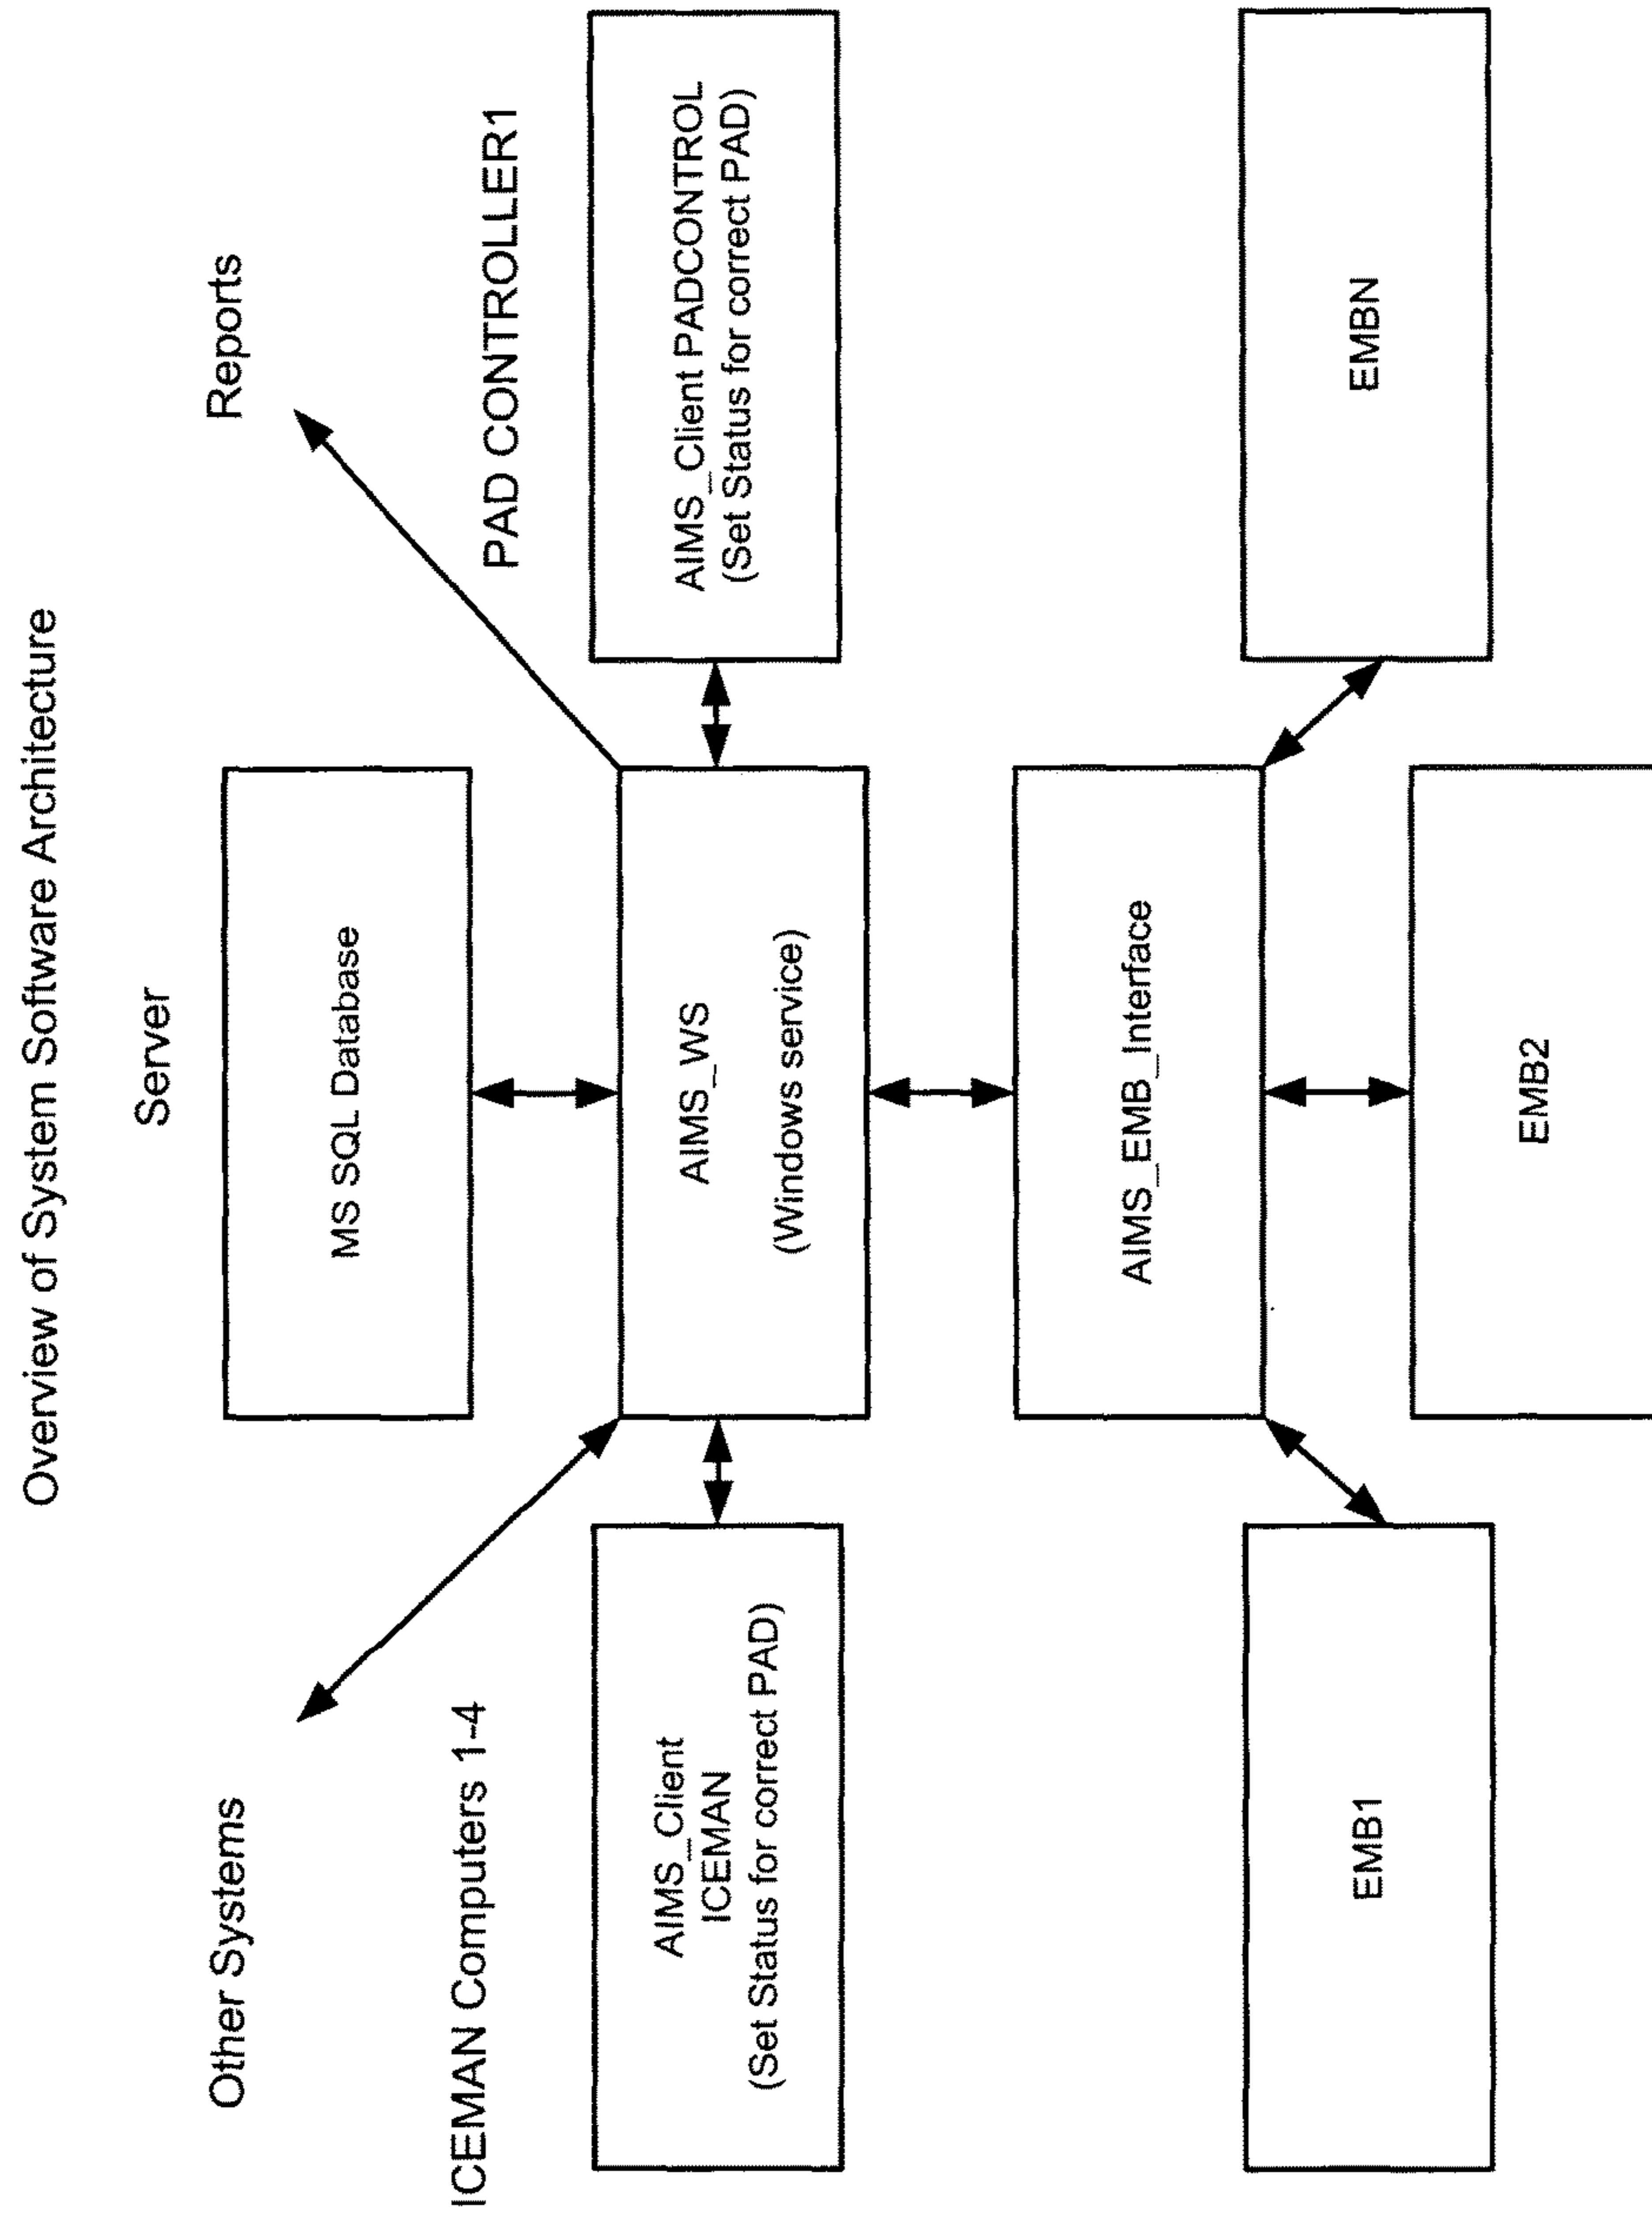 Overview of System Software Architecture
Server
Other Systems
Reports
MS SQL Database
ICEMAN Computers 1-4
PAD CONTROLLER1
AIMS_Client
ICEMAN
(Set Status for correct PAD)
AIMS_WS
(Windows service)
AIMS_Client PADCONTROL
(Set Status for correct PAD)
AIMS_EMB_Interface
EMB1
EMB2
EMBN